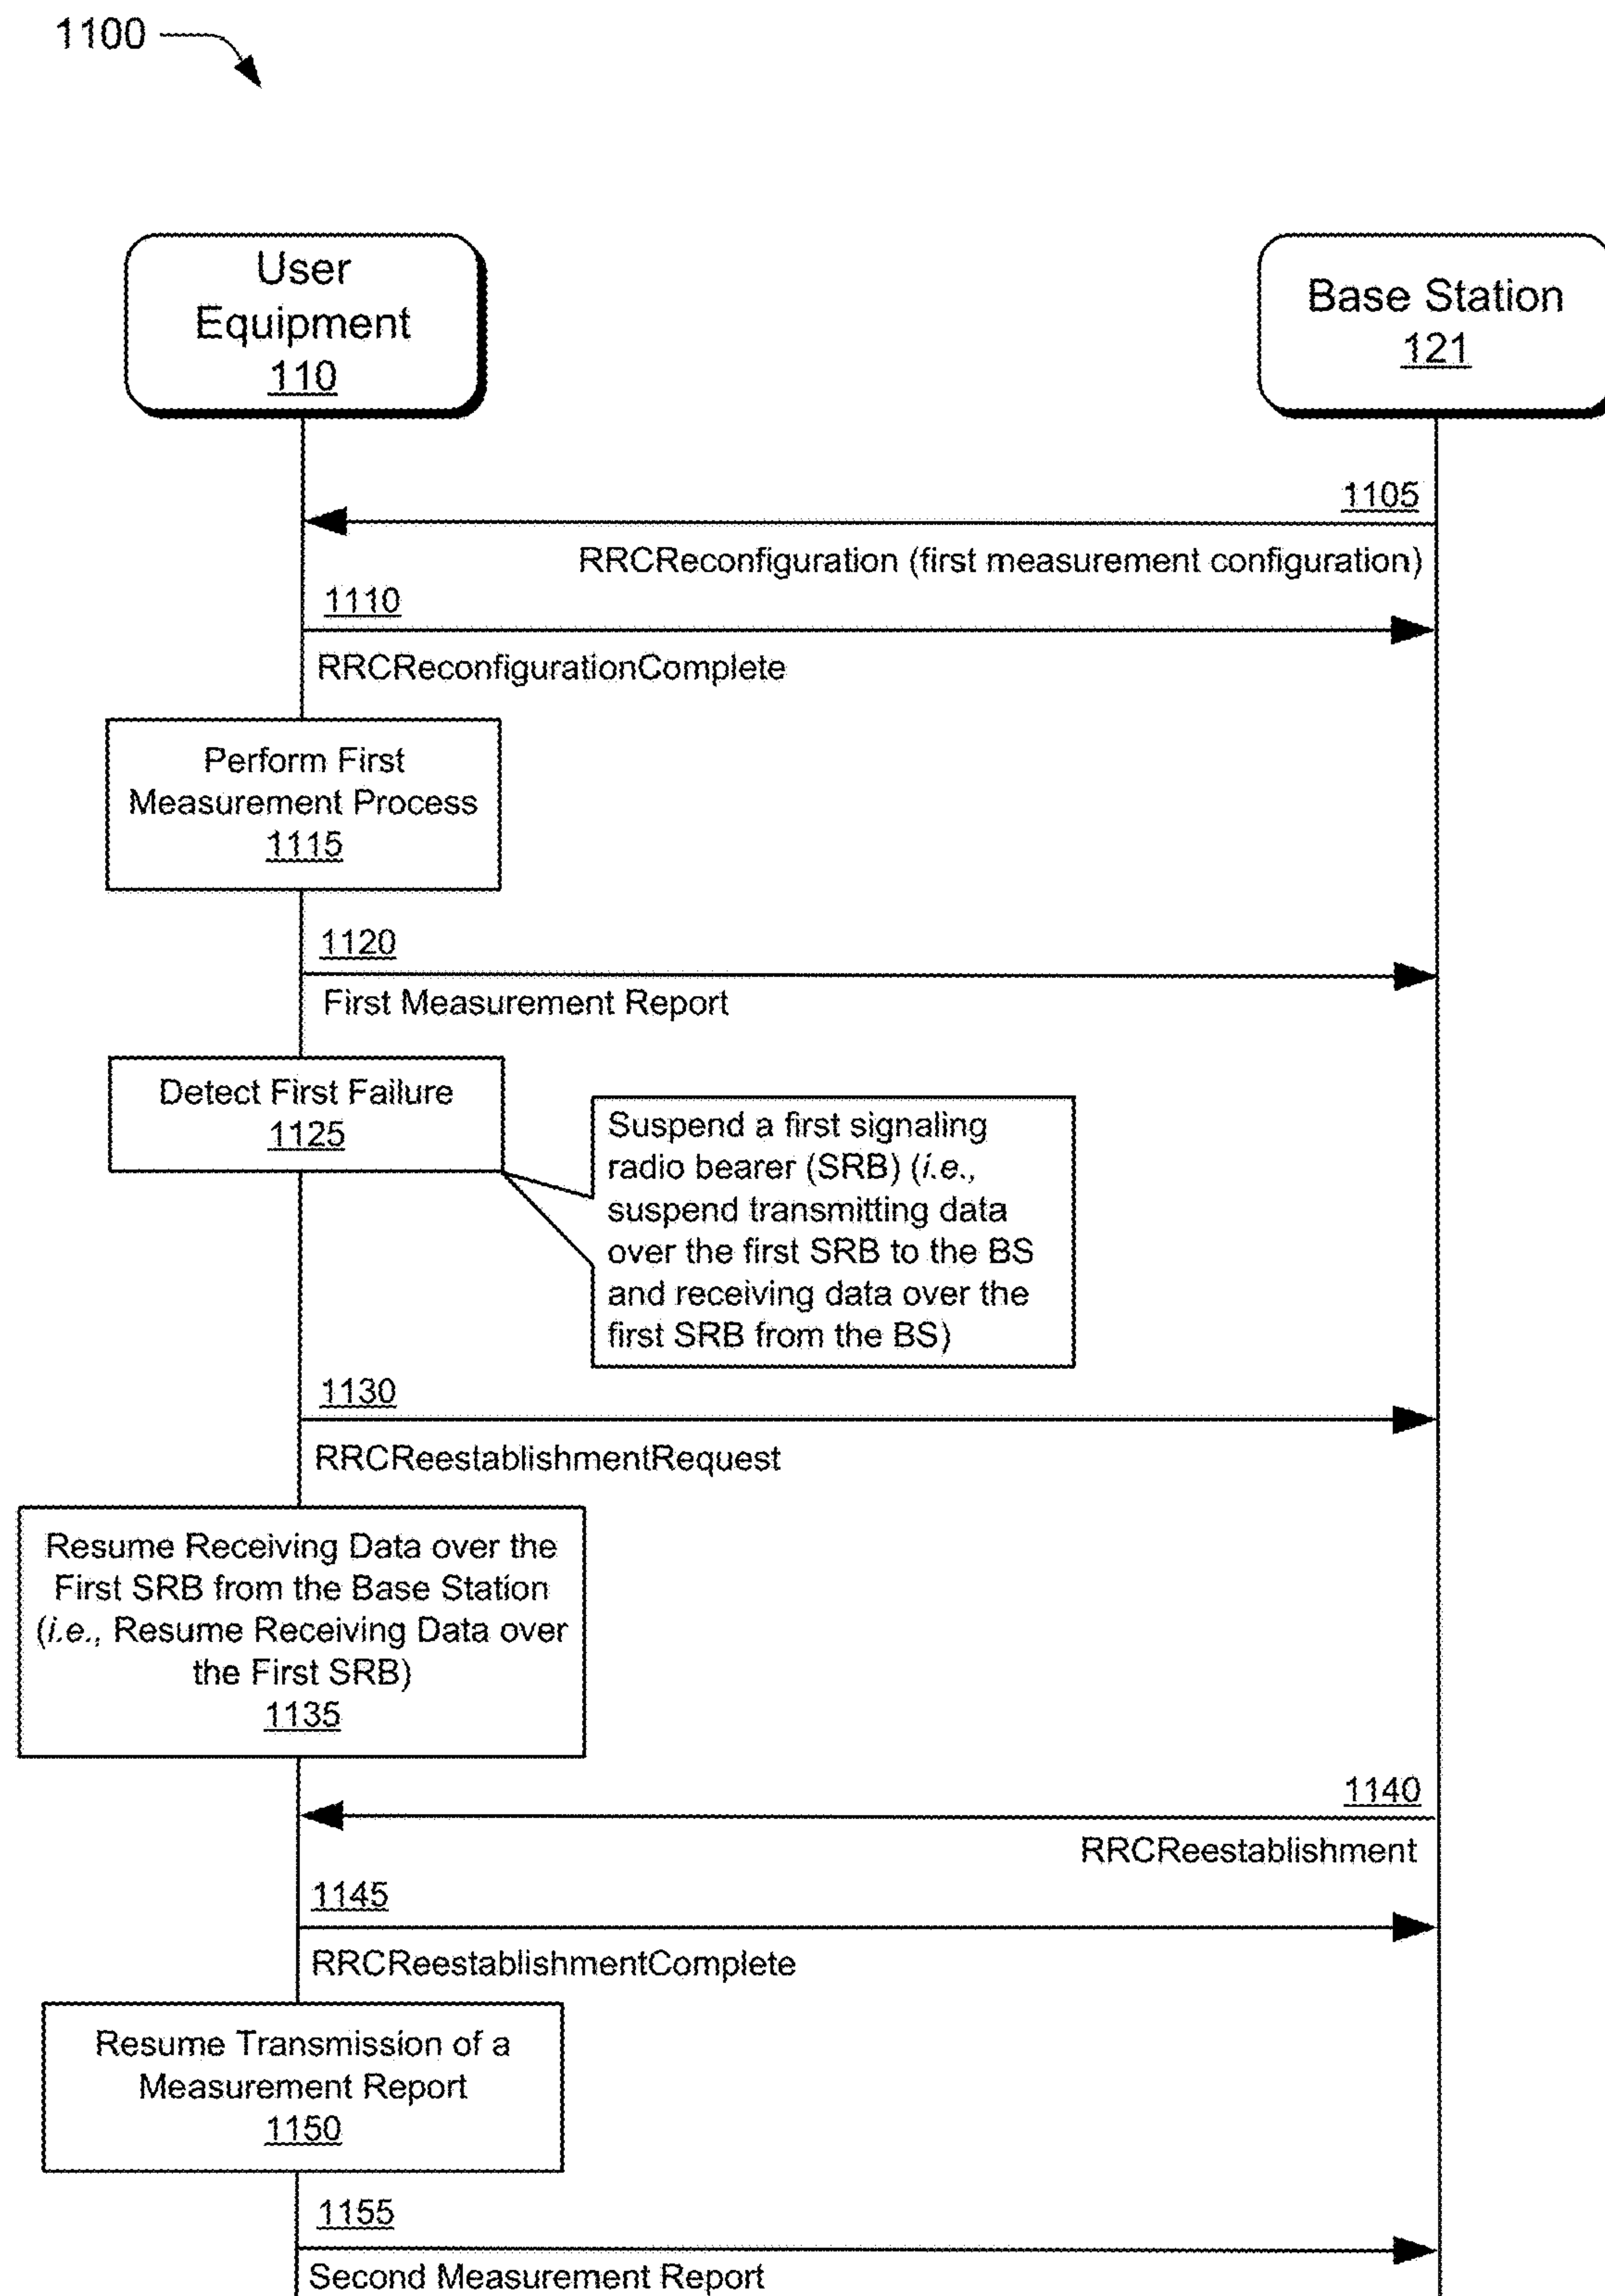 1100
User
Equipment
110
Base Station
121
1105
RRCReconfiguration (first measurement configuration)
1110
RRCReconfigurationComplete
Perform First
Measurement Process
1115
1120
First Measurement Report
Detect First Failure
1125
Suspend a first signaling
radio bearer (SRB) (i.e.,
suspend transmitting data
over the first SRB to the BS
and receiving data over the
first SRB from the BS)
1130
RRCReestablishmentRequest
Resume Receiving Data over the
First SRB from the Base Station
(i.e., Resume Receiving Data over
the First SRB)
1135
1140
RRCReestablishment
1145
RRCReestablishmentComplete
Resume Transmission of a
Measurement Report
1150
1155
Second Measurement Report